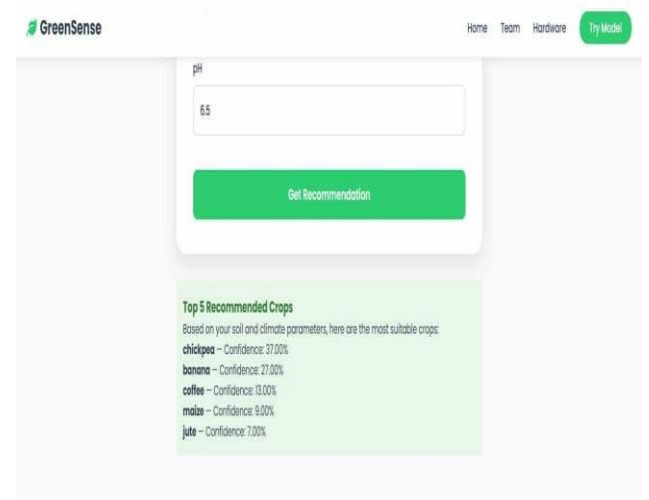 GreenSense
Home Team Hardware Try Model
pH
6.5
Get Recommendation
Top 5 Recommended Crops
Based on your soil and climate parameters, here are the most suitable crops:
chickpea – Confidence: 37.00%
banana – Confidence: 27.00%
coffee – Confidence: 13.00%
maize – Confidence: 9.00%
jute – Confidence: 7.00%